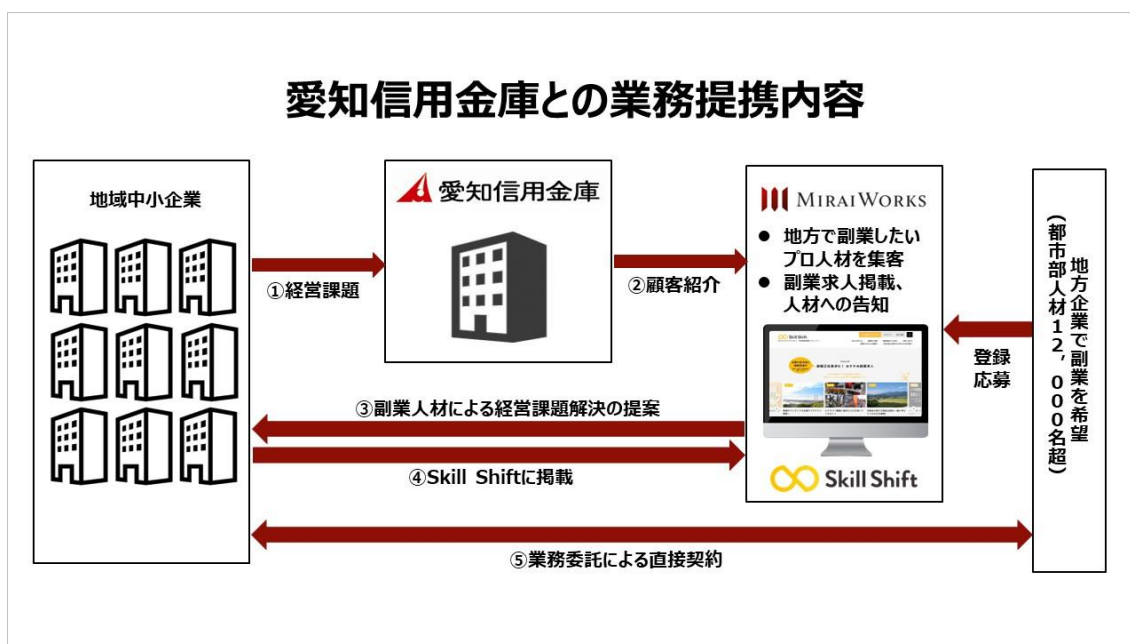 愛知信用金庫との業務提携内容
地域中小企業
①経営課題
愛知信用金庫
②顧客紹介
MIRAIWORKS
● 地方で副業したい
プロ人材を集客
● 副業求人掲載、
人材への告知
Skill Shift
登録
応募
地方企業で副業を希望
(都市部人材12,000名超)
③副業人材による経営課題解決の提案
④Skill Shiftに掲載
⑤業務委託による直接契約